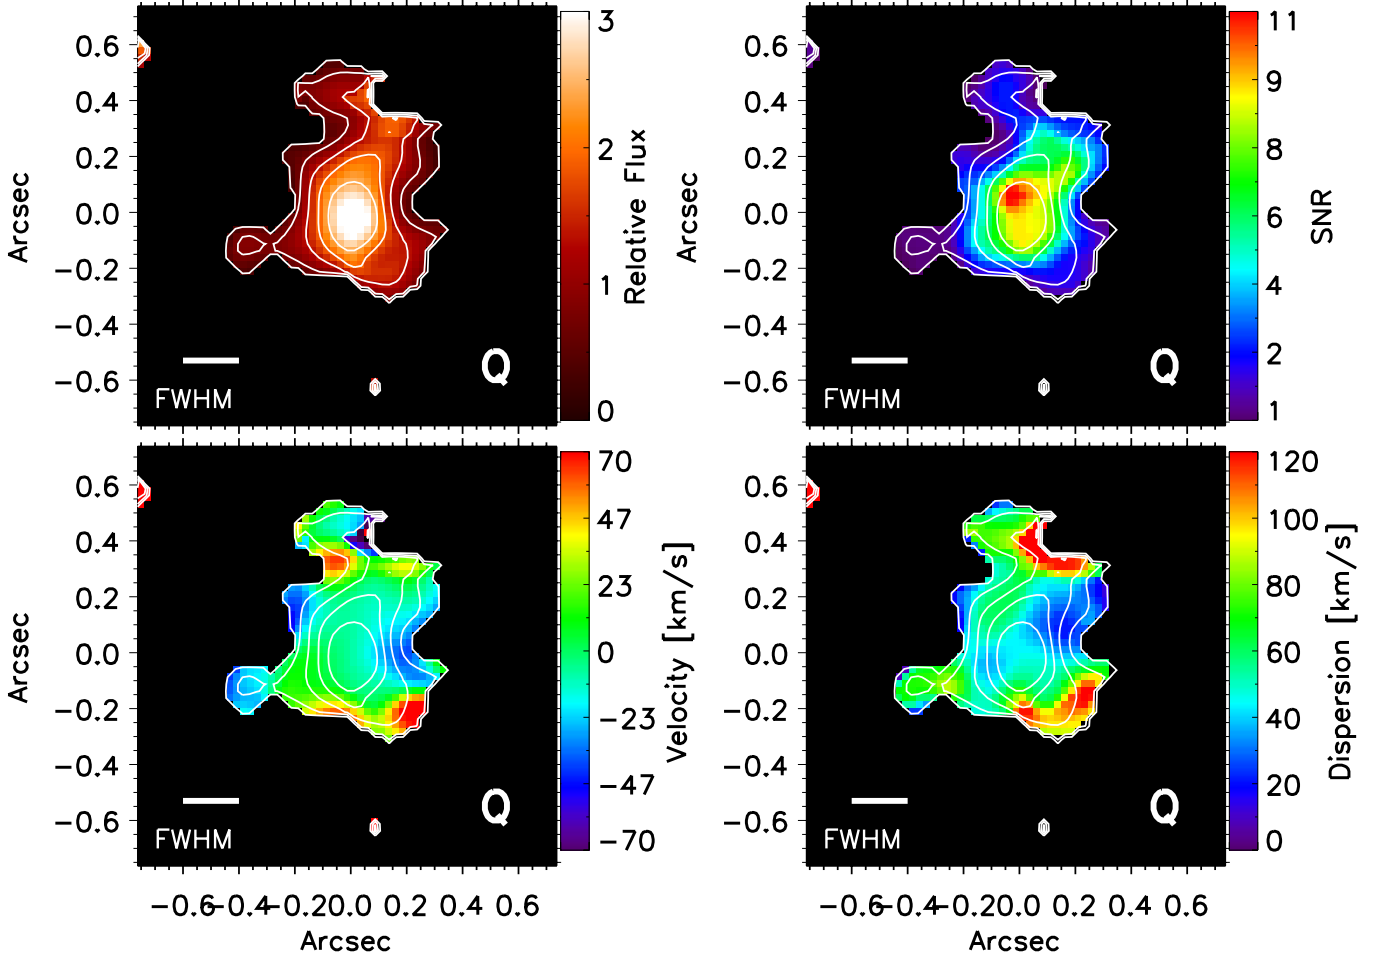 0.6
0.4
0.2
0.0
−0.2
−0.4
−0.6
Arcsec
FWHM
Q
3
2
1
0
Relative Flux
0.6
0.4
0.2
0.0
−0.2
−0.4
−0.6
Arcsec
FWHM
Q
11
9
8
6
4
2
1
SNR
0.6
0.4
0.2
0.0
−0.2
−0.4
−0.6
Arcsec
FWHM
Q
−0.6−0.4−0.20.0 0.2 0.4 0.6
Arcsec
70
47
23
0
−23
−47
−70
Velocity [km/s]
0.6
0.4
0.2
0.0
−0.2
−0.4
−0.6
FWHM
Q
−0.6−0.4−0.20.0 0.2 0.4 0.6
Arcsec
120
100
80
60
40
20
0
Dispersion [km/s]